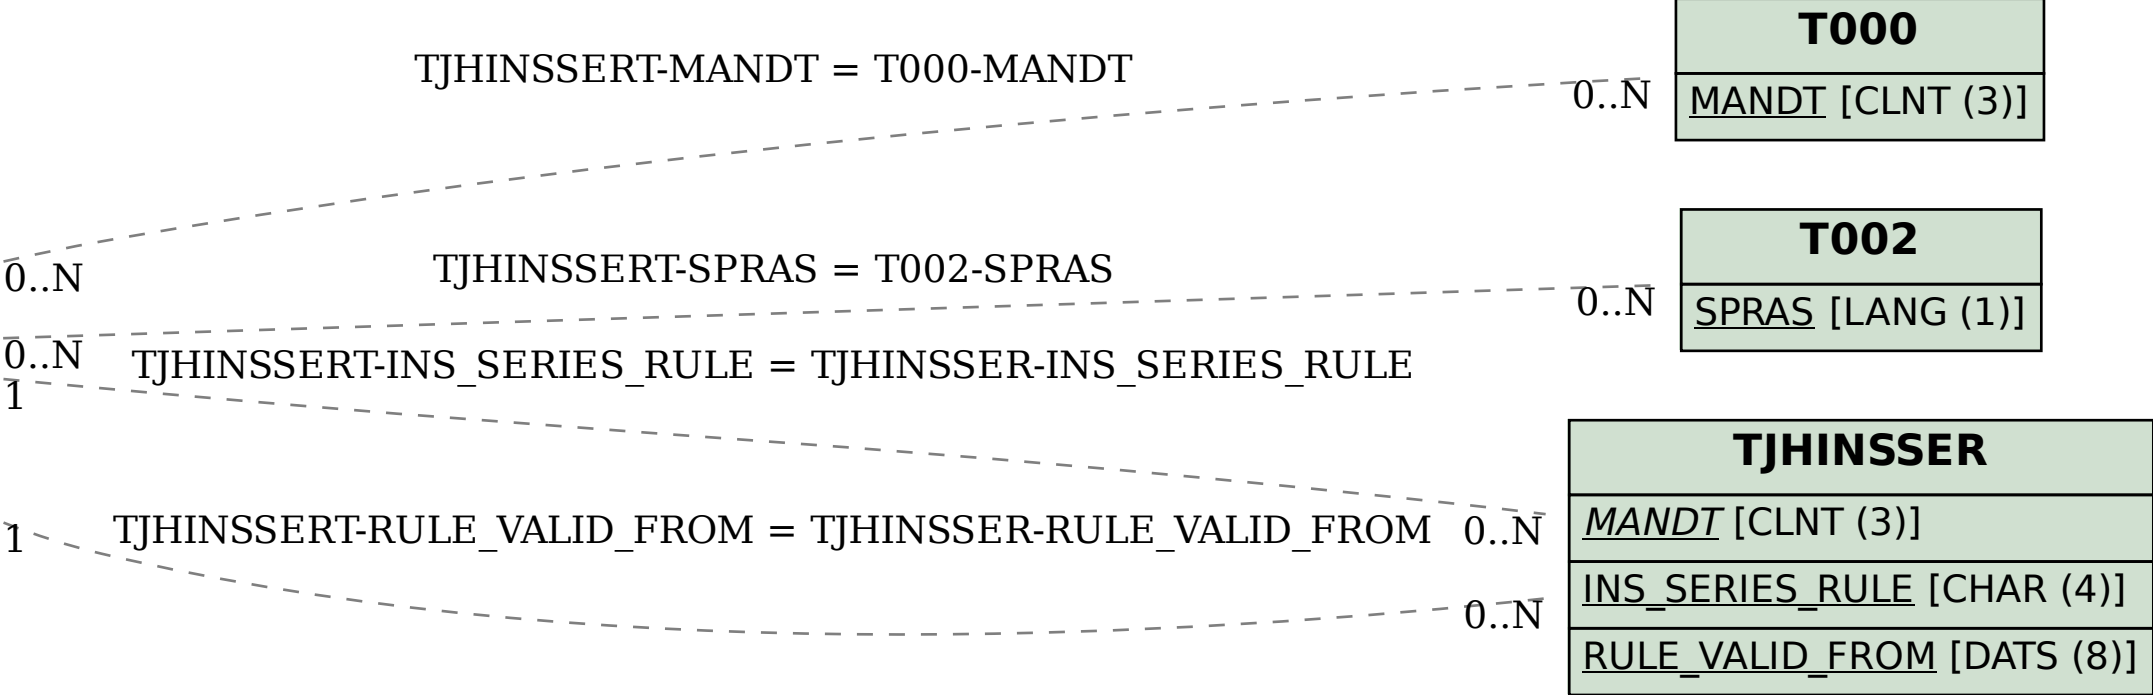 T000
TJHINSSERT-MANDT = T000-MANDT
0..N
MANDT [CLNT (3)]
0..N
T002
TJHINSSERT-SPRAS = T002-SPRAS
0..N
SPRAS [LANG (1)]
0..N
TJHINSSERT-INS_SERIES_RULE = TJHINSSER-INS_SERIES_RULE
1
TJHINSSER
MANDT [CLNT (3)]
TJHINSSERT-RULE_VALID_FROM = TJHINSSER-RULE_VALID_FROM
0..N
1
INS_SERIES_RULE [CHAR (4)]
0..N
RULE_VALID_FROM [DATS (8)]